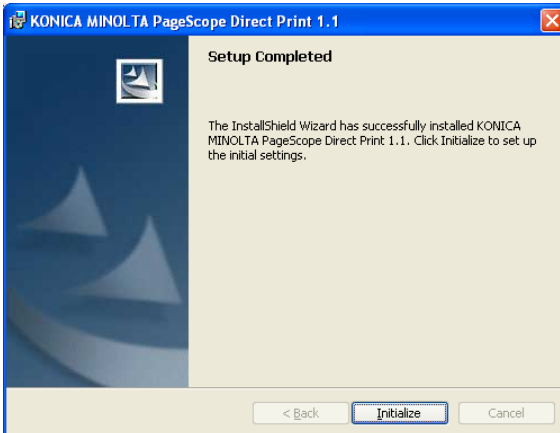 KONICA MINOLTA PageScope Direct Print 1.1
Setup Completed
The InstallShield Wizard has successfully installed KONICA
MINOLTA PageScope Direct Print 1.1. Click Initialize to set up
the initial settings.
< Back Initialize Cancel